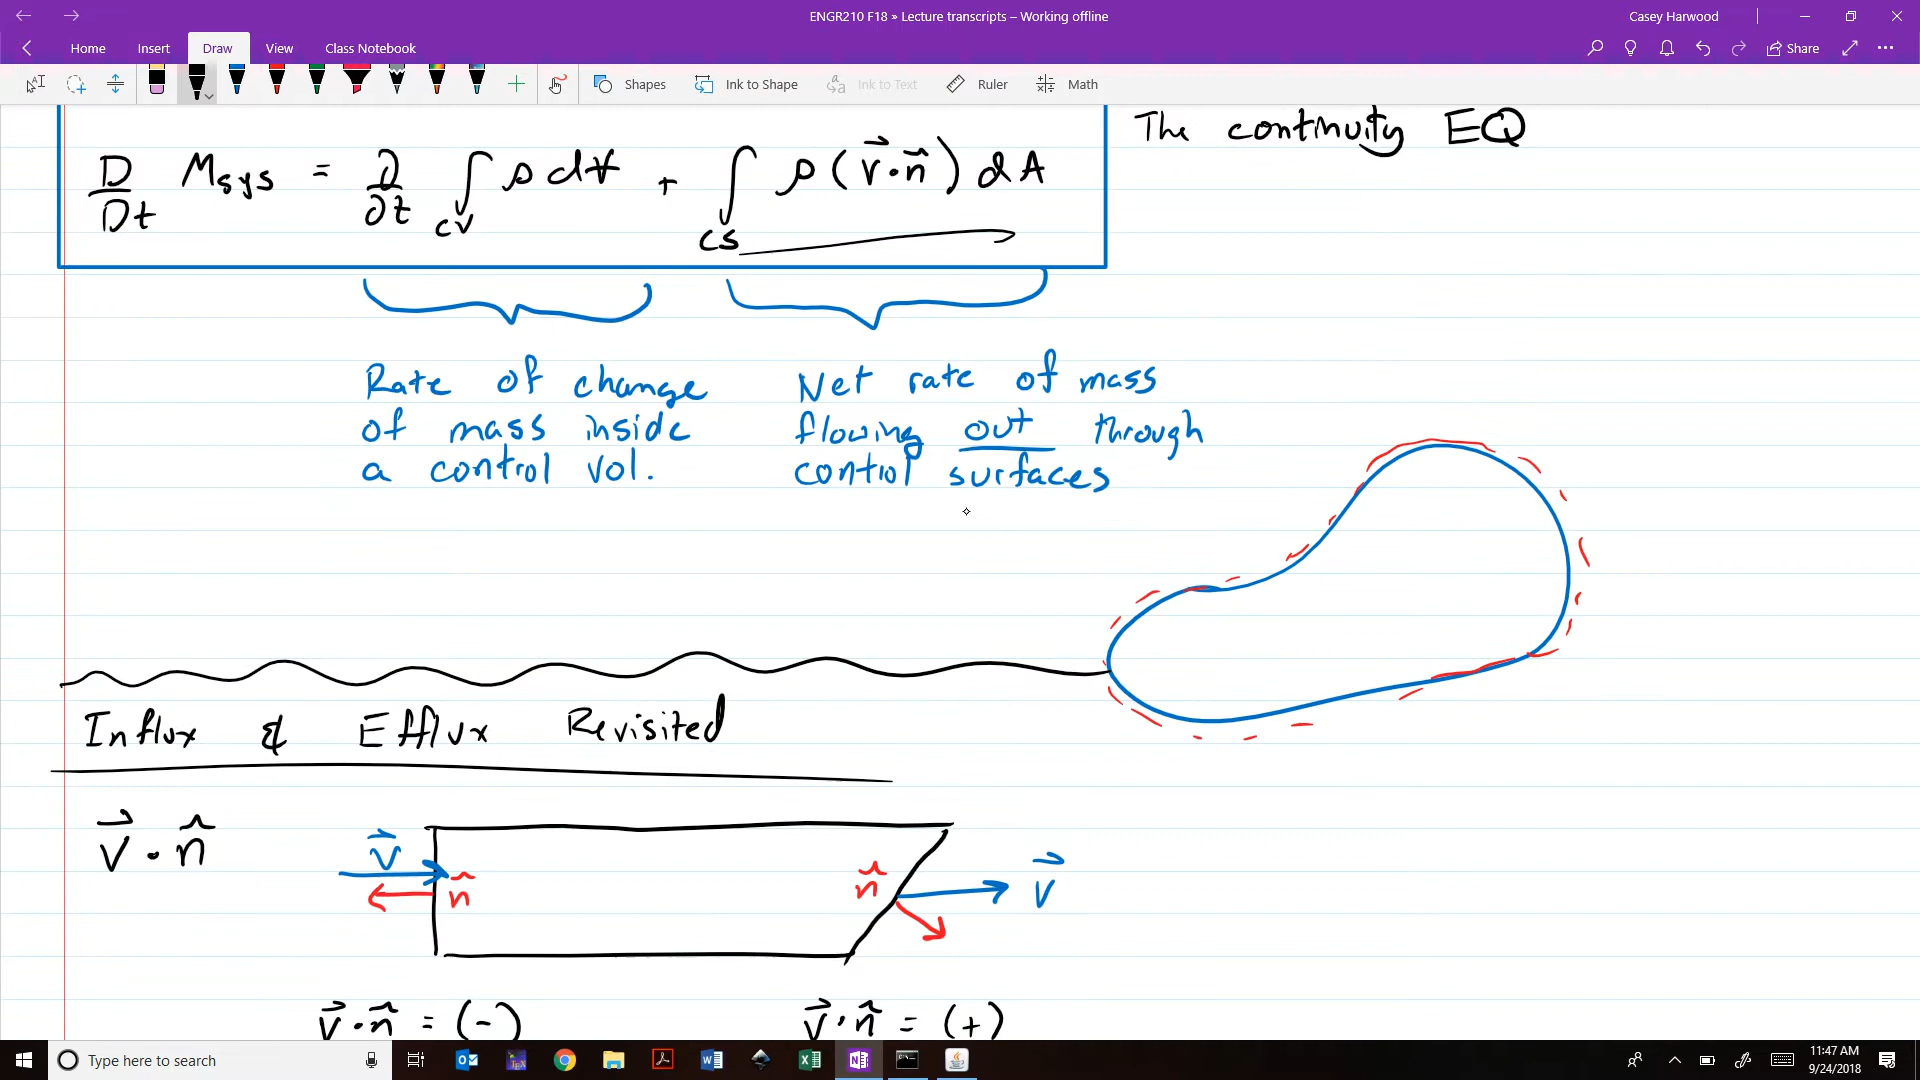 ENGR210 F18 » Lecture transcripts – Working offline
Casey Harwood
Home Insert Draw View Class Notebook
Share
Shapes Ink to Shape Ink to Text Ruler Math
The continuity EQ
D/Dt Msys = ∂/∂t ∫CV ρ dV̶ + ∫CS ρ (v⃗·n⃗) dA
Rate of change
of mass inside
a control vol.
Net rate of mass
flowing out through
control surfaces
Influx & Efflux Revisited
v⃗ · n̂
V⃗
n̂
n̂
V⃗
v⃗·n̂ = (-)
v⃗·n̂ = (+)
Type here to search
11:47 AM
9/24/2018